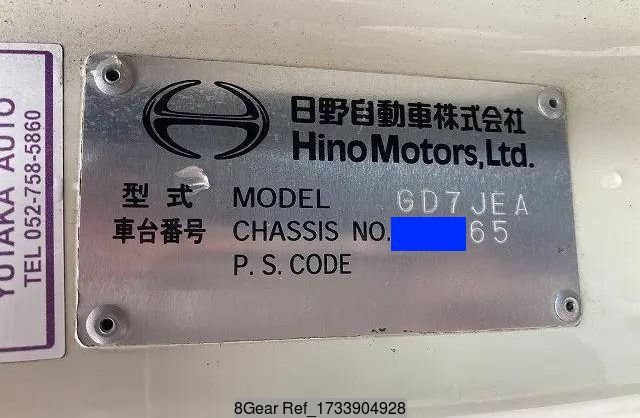 YUTAKA AUTO
TEL 052-758-5860
日野自動車株式会社
Hino Motors, Ltd.
型式 MODEL GD7JEA
車台番号 CHASSIS NO. 65
P.S.CODE
8Gear Ref_1733904928